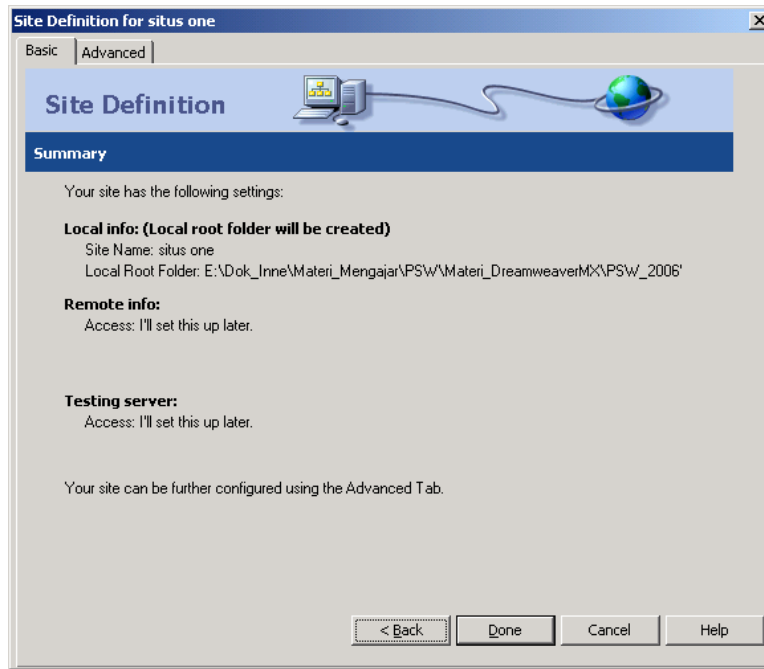 Site Definition for situs one
Basic
Advanced
Site Definition
Summary
Your site has the following settings:
Local info: (Local root folder will be created)
Site Name: situs one
Local Root Folder: E:\Dok_Inne\Materi_Mengajar\PSW\Materi_DreamweaverMX\PSW_2006'
Remote info:
Access: I'll set this up later.
Testing server:
Access: I'll set this up later.
Your site can be further configured using the Advanced Tab.
< Back
Done
Cancel
Help